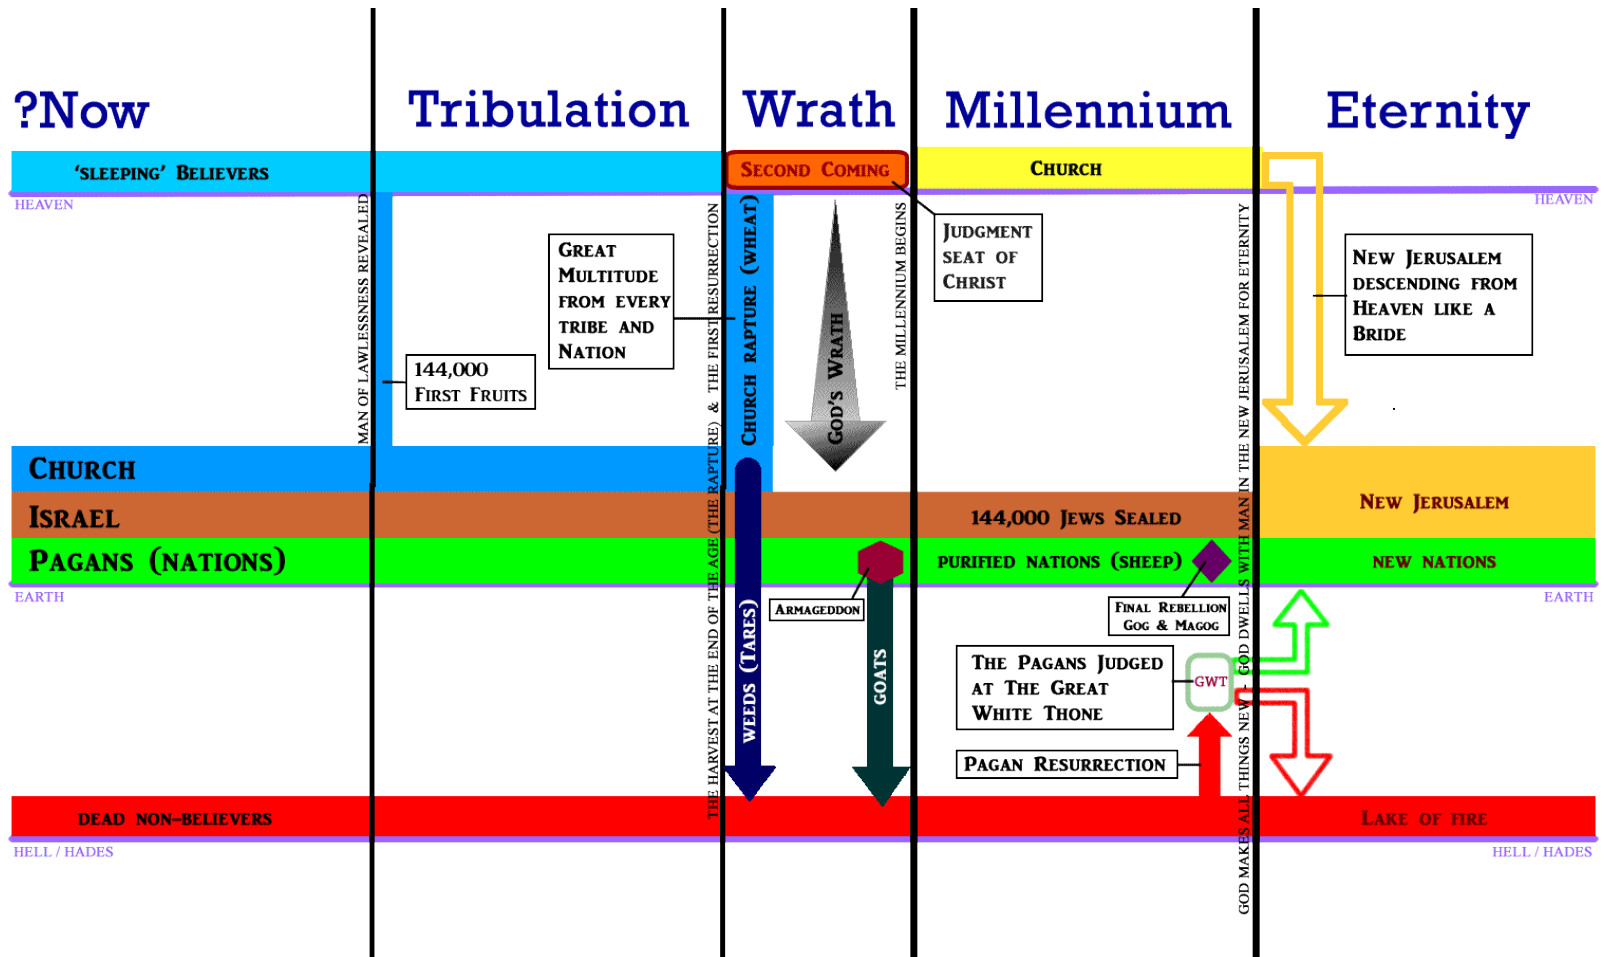 ?Now
Tribulation
Wrath
Millennium
Eternity
'sleeping' Believers
Second Coming
Church
HEAVEN
HEAVEN
MAN OF LAWLESSNESS REVEALED
144,000
First Fruits
Great
Multitude
from every
tribe and
Nation
THE HARVEST AT THE END OF THE AGE (THE RAPTURE) & THE FIRST RESURRECTION
Church rapture (wheat)
God's Wrath
THE MILLENNIUM BEGINS
Judgment
seat of
Christ
GOD MAKES ALL THINGS NEW - GOD DWELLS WITH MAN IN THE NEW JERUSALEM FOR ETERNITY
New Jerusalem
descending from
Heaven like a
Bride
Church
Israel
144,000 Jews Sealed
New Jerusalem
Pagans (nations)
purified nations (sheep)
new nations
EARTH
EARTH
Armageddon
Final Rebellion
Gog & Magog
weeds (Tares)
goats
The Pagans Judged
at The Great
White Thone
GWT
Pagan Resurrection
dead non-believers
Lake of fire
HELL / HADES
HELL / HADES